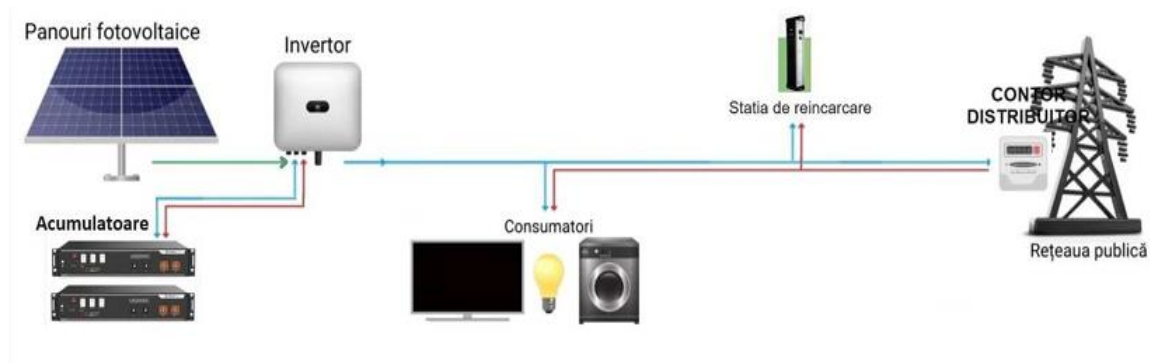 Panouri fotovoltaice
Invertor
Statia de reincarcare
CONTOR
DISTRIBUITOR
Acumulatoare
Consumatori
Rețeaua publică